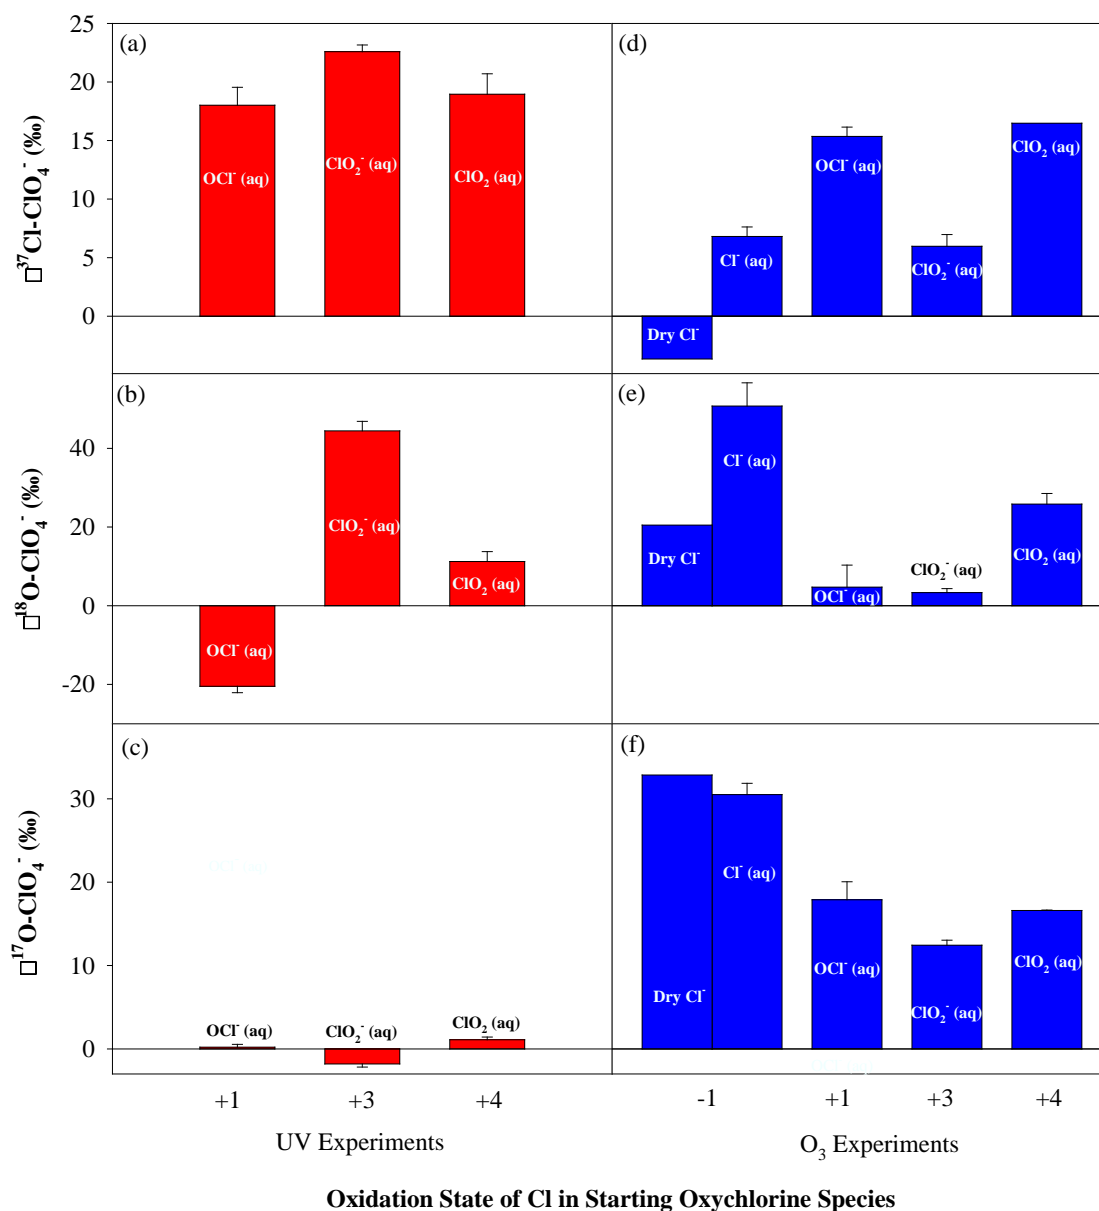 (a)
25
20
15
10
5
0
□³⁷Cl-ClO₄⁻ (‰)
OCl⁻ (aq)
ClO₂⁻ (aq)
ClO₂ (aq)
(d)
Dry Cl⁻
Cl⁻ (aq)
OCl⁻ (aq)
ClO₂⁻ (aq)
ClO₂ (aq)
(b)
40
20
0
-20
□¹⁸O-ClO₄⁻ (‰)
OCl⁻ (aq)
ClO₂⁻ (aq)
ClO₂ (aq)
(e)
Dry Cl⁻
Cl⁻ (aq)
OCl⁻ (aq)
ClO₂⁻ (aq)
ClO₂ (aq)
(c)
30
20
10
0
□¹⁷O-ClO₄⁻ (‰)
OCl⁻ (aq)
ClO₂⁻ (aq)
ClO₂ (aq)
(f)
Dry Cl⁻
Cl⁻ (aq)
OCl⁻ (aq)
ClO₂⁻ (aq)
ClO₂ (aq)
+1 +3 +4
-1 +1 +3 +4
UV Experiments
O₃ Experiments
Oxidation State of Cl in Starting Oxychlorine Species